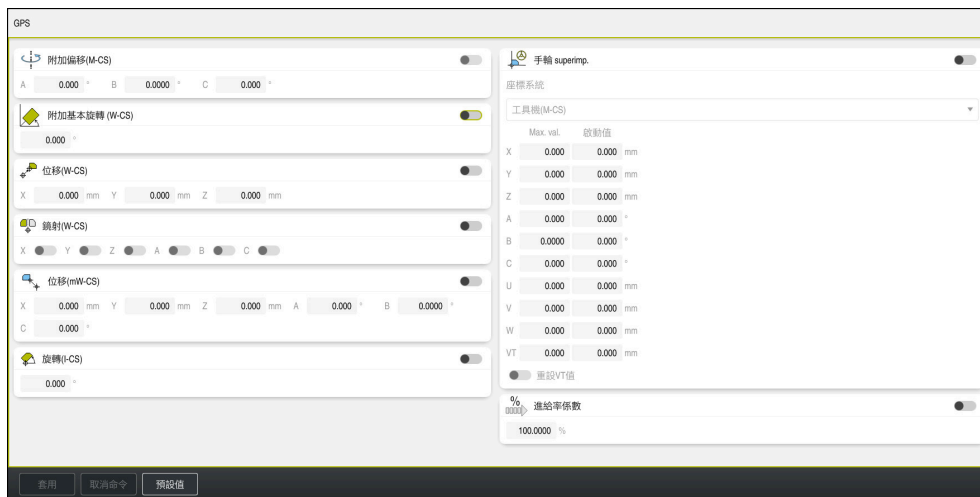 GPS
附加偏移(M-CS)
A 0.000 ° B 0.0000 ° C 0.000 °
附加基本旋轉 (W-CS)
0.000 °
位移(W-CS)
X 0.000 mm Y 0.000 mm Z 0.000 mm
鏡射(W-CS)
X Y Z A B C
位移(mW-CS)
X 0.000 mm Y 0.000 mm Z 0.000 mm A 0.000 ° B 0.0000 °
C 0.000 °
旋轉(I-CS)
0.000 °
手輪 superimp.
座標系統
工具機(M-CS)
Max. val. 啟動值
X 0.000 0.000 mm
Y 0.000 0.000 mm
Z 0.000 0.000 mm
A 0.000 0.000 °
B 0.0000 0.000 °
C 0.000 0.000 °
U 0.000 0.000 mm
V 0.000 0.000 mm
W 0.000 0.000 mm
VT 0.000 0.000 mm
重設VT值
% 進給率係數
100.0000 %
套用 取消命令 預設值